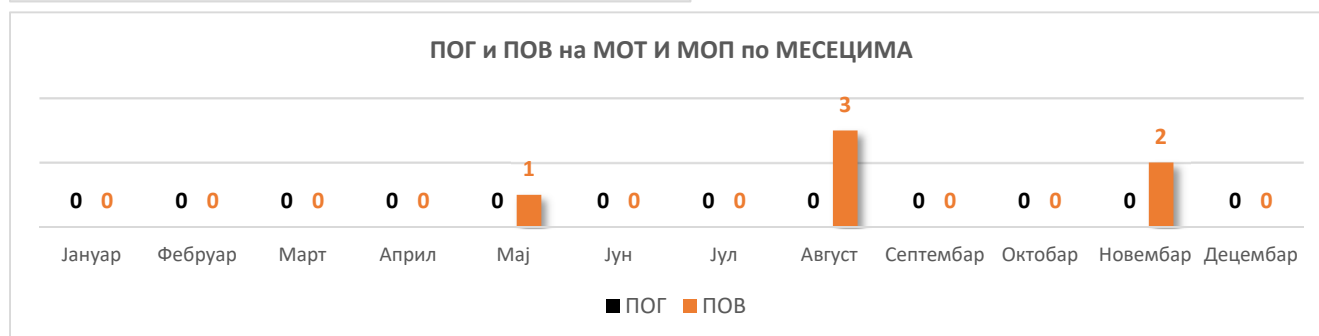 ПОГ и ПОВ на МОТ И МОП по МЕСЕЦИМА
3
2
1
0 0 0 0 0 0 0 0 0 0 0 0 0 0 0 0 0 0 0 0 0
Јануар Фебруар Март Април Мај Јун Јул Август Септембар Октобар Новембар Децембар
ПОГ ПОВ